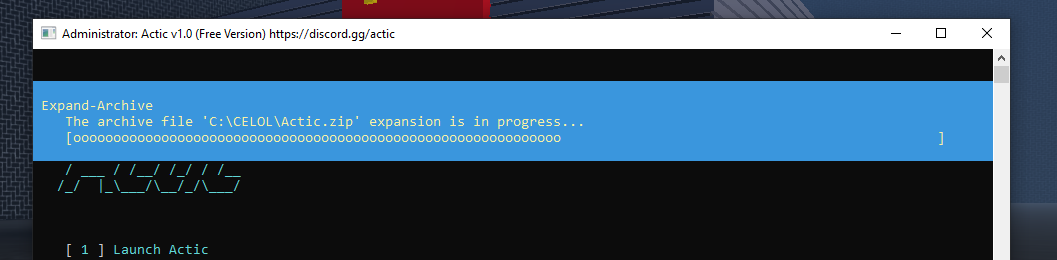 Administrator: Actic v1.0 (Free Version) https://discord.gg/actic
Expand-Archive
The archive file 'C:\CELOL\Actic.zip' expansion is in progress...
[ooooooooooooooooooooooooooooooooooooooooooooooooooooooooooooo ]
/ ___ / /__/ /_/ / /__
/_/  |_\___/\__/_/\___/
[ 1 ] Launch Actic